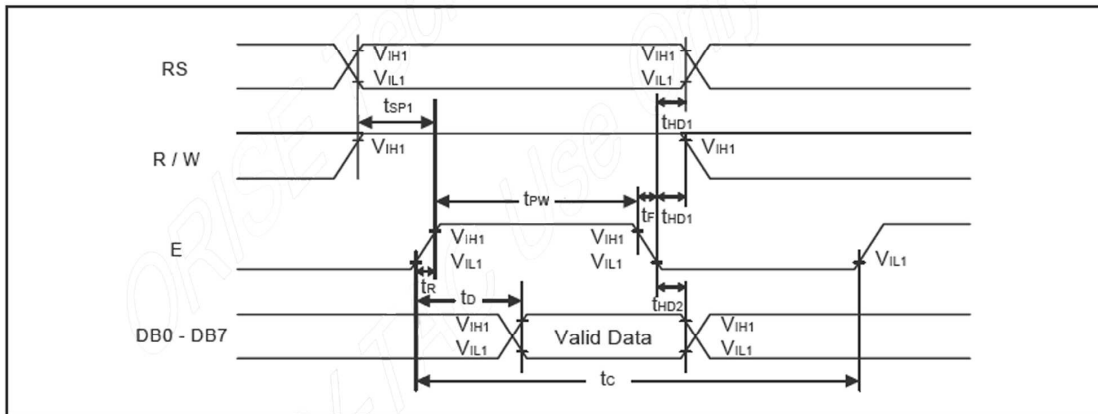 RS
VIH1
VIL1
VIH1
VIL1
tSP1
tHD1
R / W
VIH1
VIH1
tPW
tF
tHD1
E
VIH1
VIL1
VIH1
VIL1
VIL1
tR
tD
tHD2
DB0 - DB7
VIH1
VIL1
Valid Data
VIH1
VIL1
tC